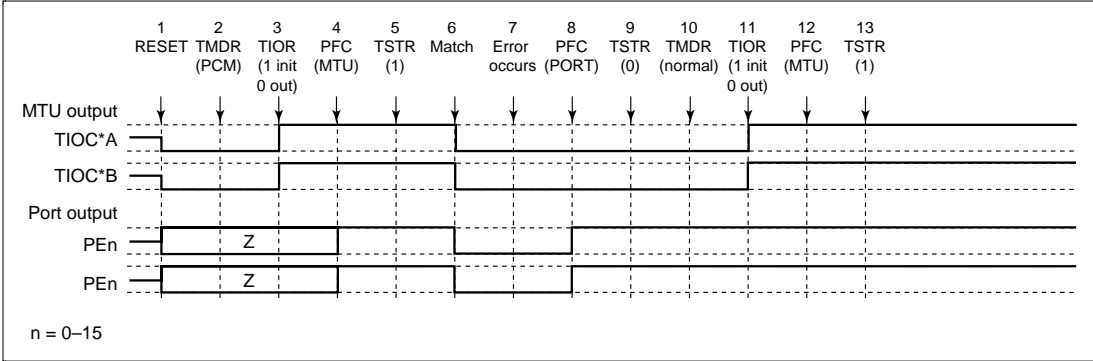 1 2 3 4 5 6 7 8 9 10 11 12 13
RESET TMDR TIOR PFC TSTR Match Error PFC TSTR TMDR TIOR PFC TSTR
(PCM) (1 init (MTU) (1) occurs (PORT) (0) (normal) (1 init (MTU) (1)
0 out) 0 out)
MTU output
TIOC*A
TIOC*B
Port output
PEn Z
PEn Z
n = 0–15